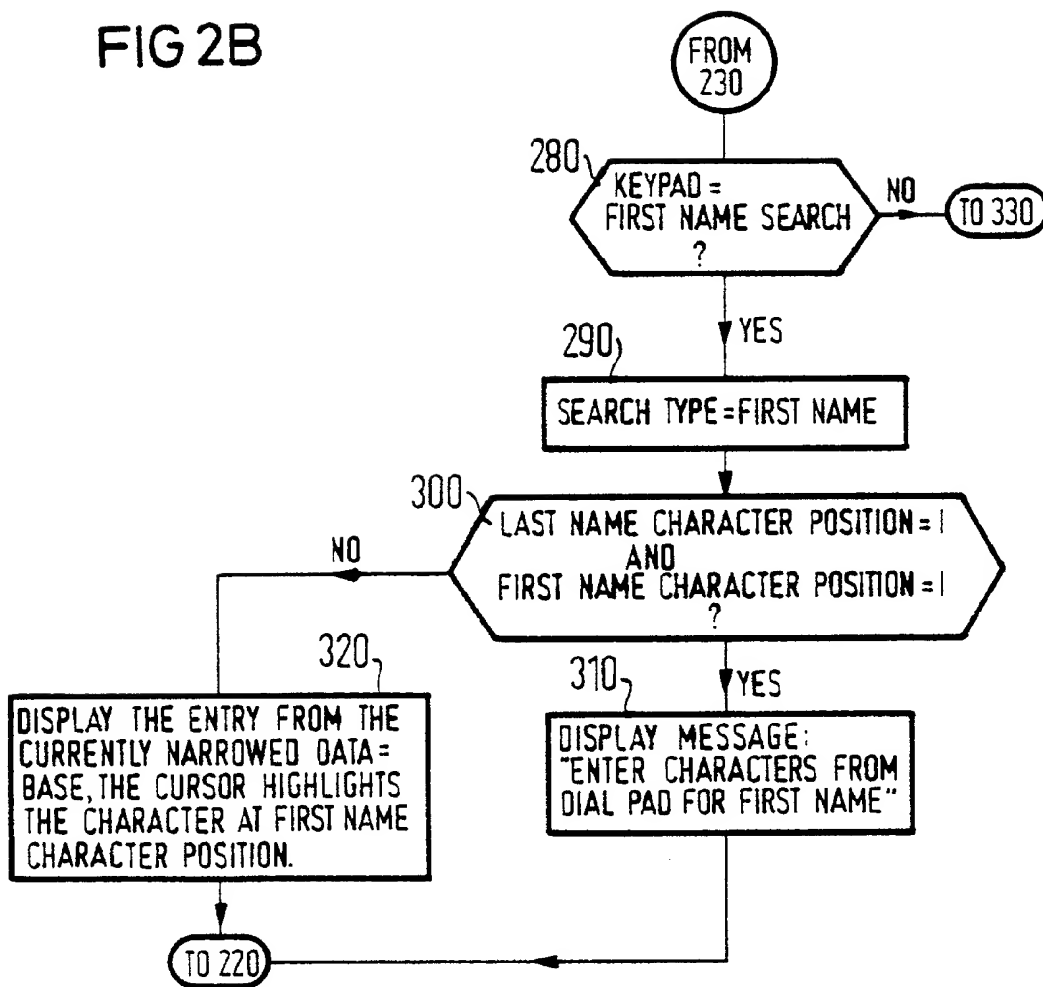 FIG 2B
FROM
230
280
KEYPAD =
FIRST NAME SEARCH
?
NO
TO 330
YES
290
SEARCH TYPE = FIRST NAME
300
LAST NAME CHARACTER POSITION = 1
AND
FIRST NAME CHARACTER POSITION = 1
?
NO
YES
320
DISPLAY THE ENTRY FROM THE
CURRENTLY NARROWED DATA=
BASE, THE CURSOR HIGHLIGHTS
THE CHARACTER AT FIRST NAME
CHARACTER POSITION.
310
DISPLAY MESSAGE:
"ENTER CHARACTERS FROM
DIAL PAD FOR FIRST NAME"
TO 220